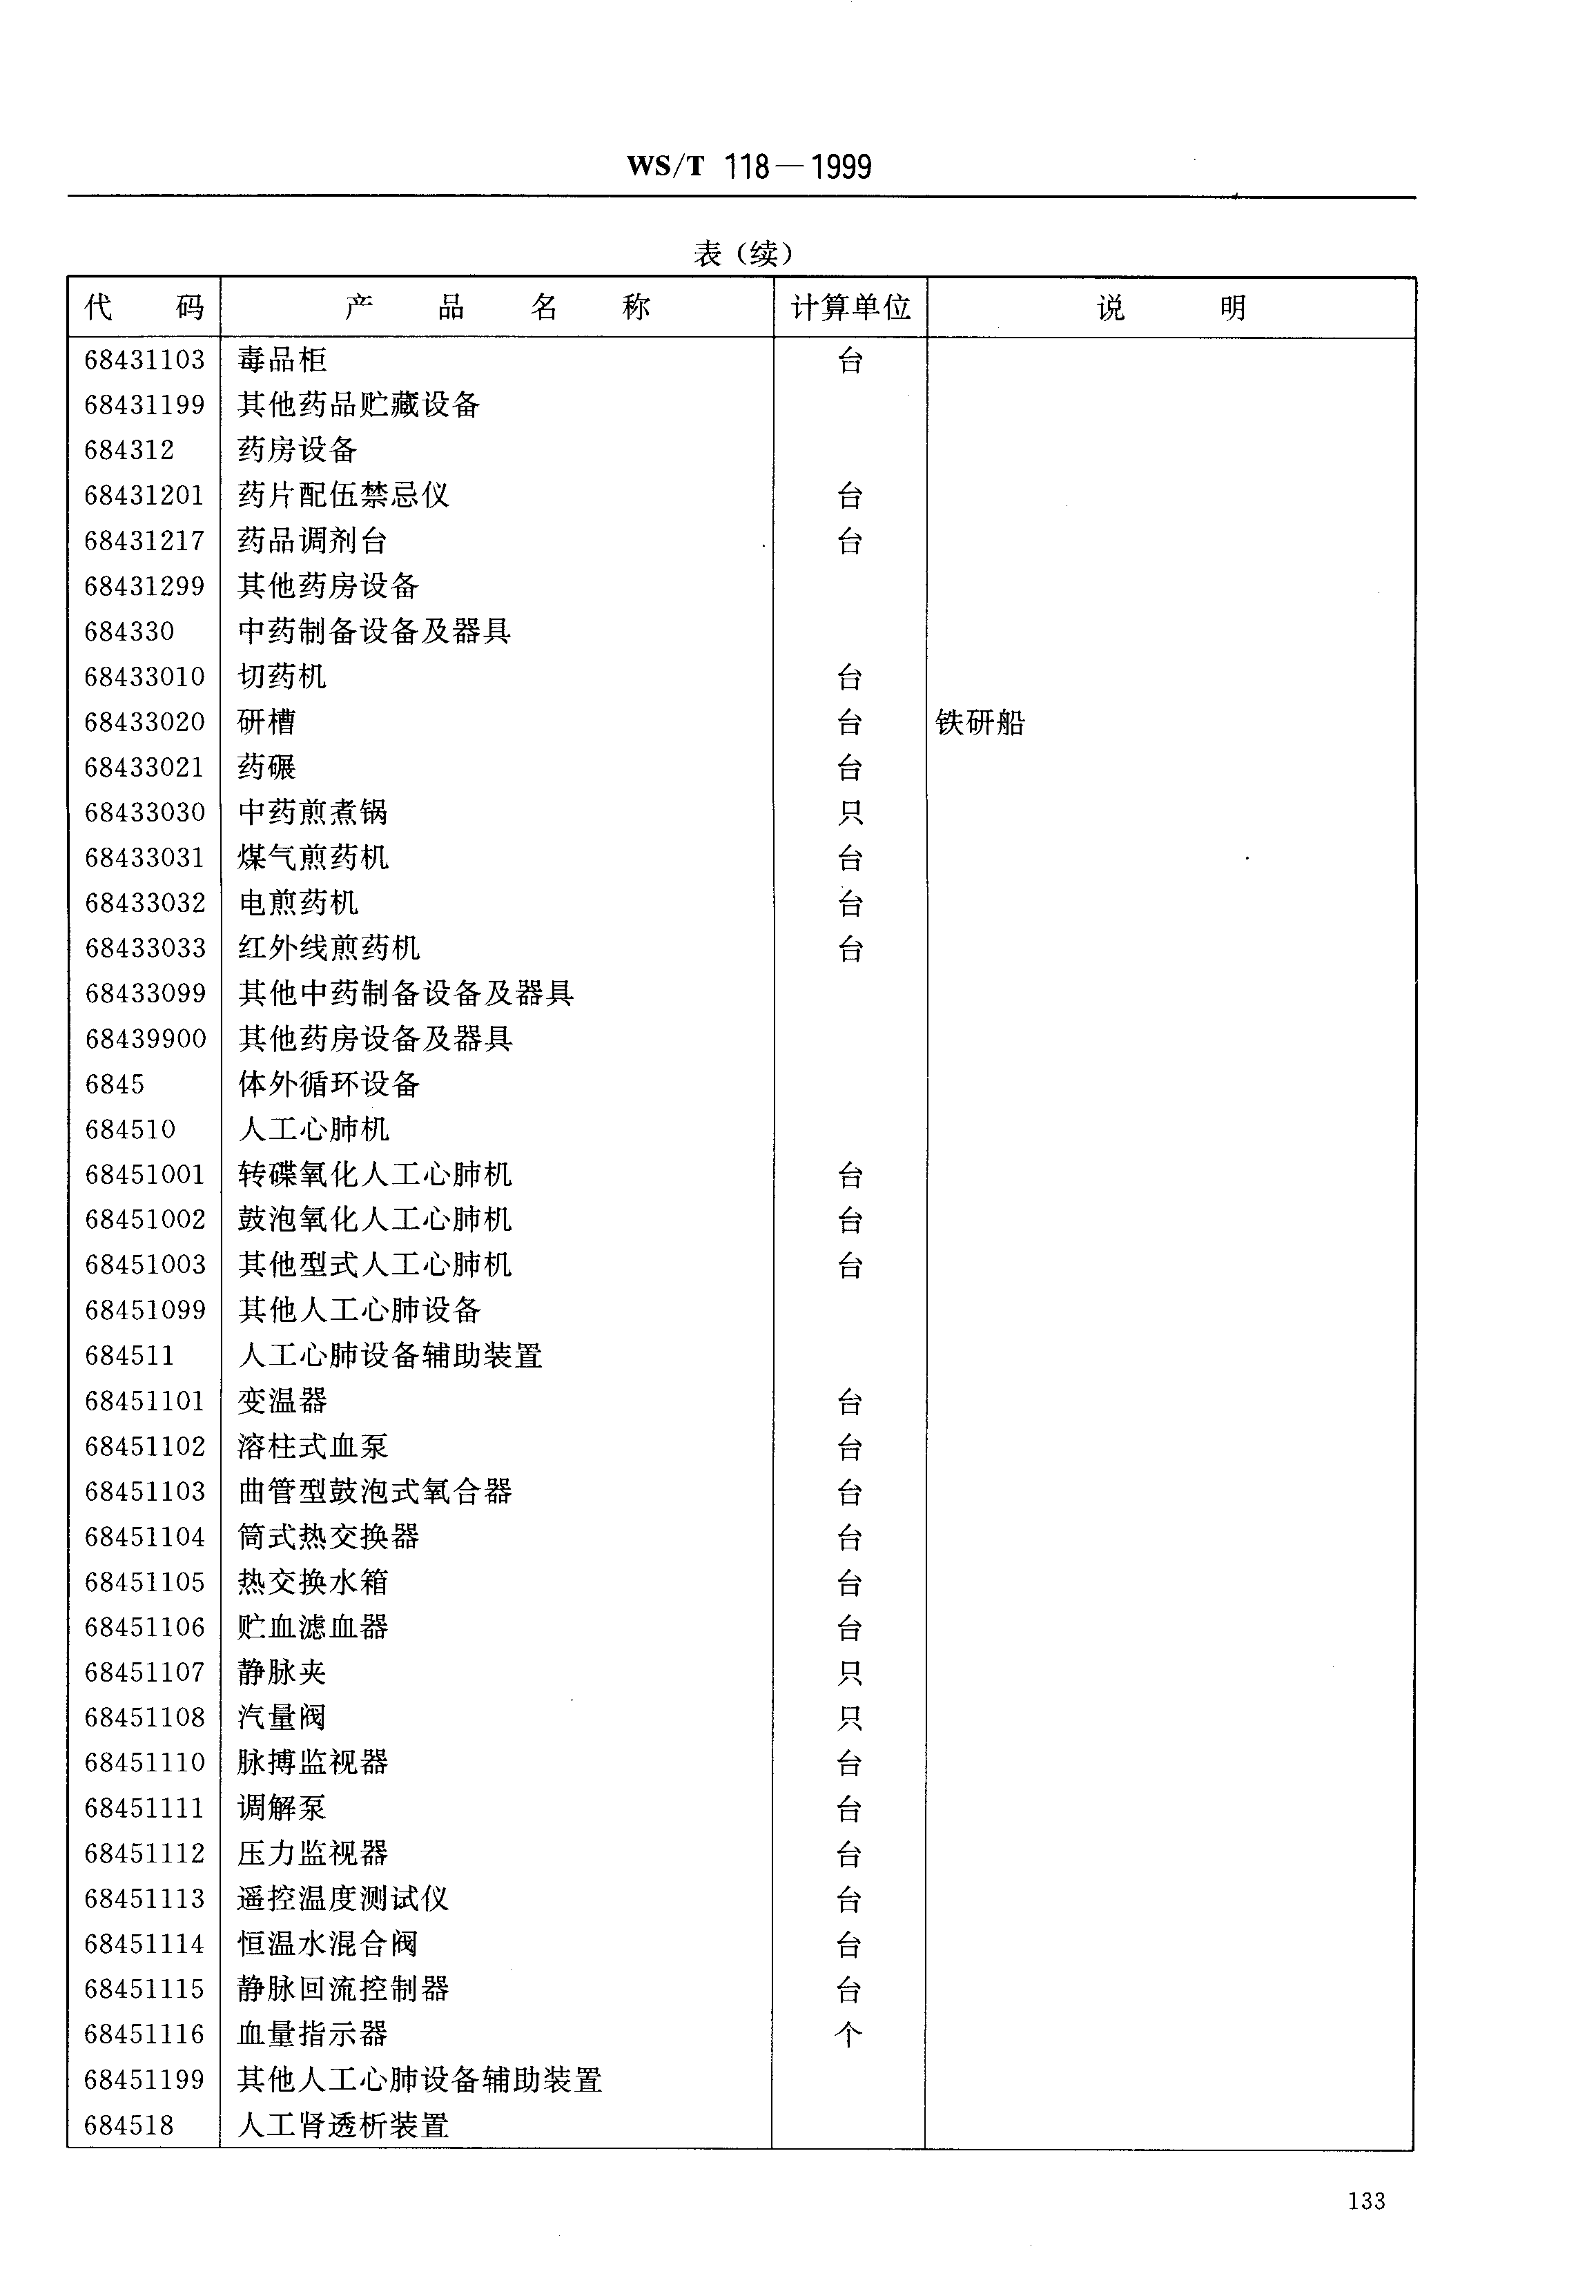 WS/T 118—1999
表（续）
代 码 产 品 名 称 计算单位 说 明
68431103 毒品柜 台
68431199 其他药品贮藏设备
684312 药房设备
68431201 药片配伍禁忌仪 台
68431217 药品调剂台 台
68431299 其他药房设备
684330 中药制备设备及器具
68433010 切药机 台
68433020 研槽 台 铁研船
68433021 药碾 台
68433030 中药煎煮锅 只
68433031 煤气煎药机 台
68433032 电煎药机 台
68433033 红外线煎药机 台
68433099 其他中药制备设备及器具
68439900 其他药房设备及器具
6845 体外循环设备
684510 人工心肺机
68451001 转碟氧化人工心肺机 台
68451002 鼓泡氧化人工心肺机 台
68451003 其他型式人工心肺机 台
68451099 其他人工心肺设备
684511 人工心肺设备辅助装置
68451101 变温器 台
68451102 溶柱式血泵 台
68451103 曲管型鼓泡式氧合器 台
68451104 筒式热交换器 台
68451105 热交换水箱 台
68451106 贮血滤血器 台
68451107 静脉夹 只
68451108 汽量阀 只
68451110 脉搏监视器 台
68451111 调解泵 台
68451112 压力监视器 台
68451113 遥控温度测试仪 台
68451114 恒温水混合阀 台
68451115 静脉回流控制器 台
68451116 血量指示器 个
68451199 其他人工心肺设备辅助装置
684518 人工肾透析装置
133